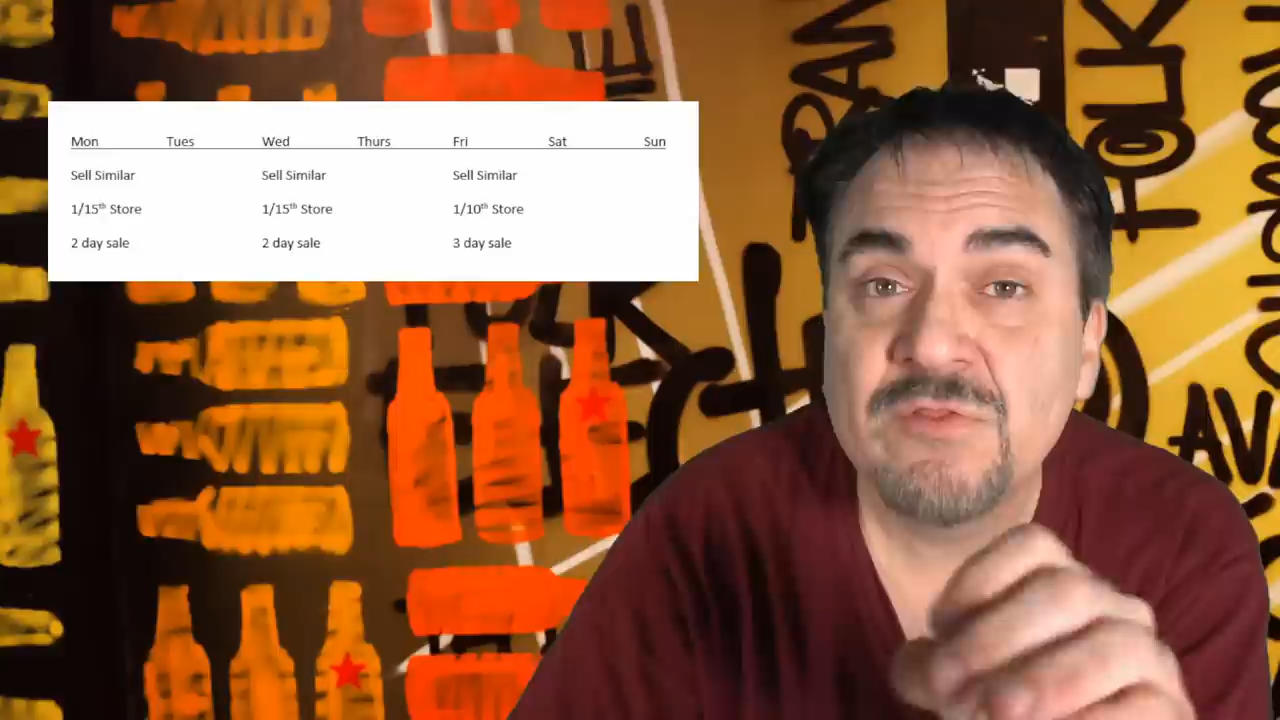 Mon Tues Wed Thurs Fri Sat Sun
Sell Similar Sell Similar Sell Similar
1/15th Store 1/15th Store 1/10th Store
2 day sale 2 day sale 3 day sale
FOLK